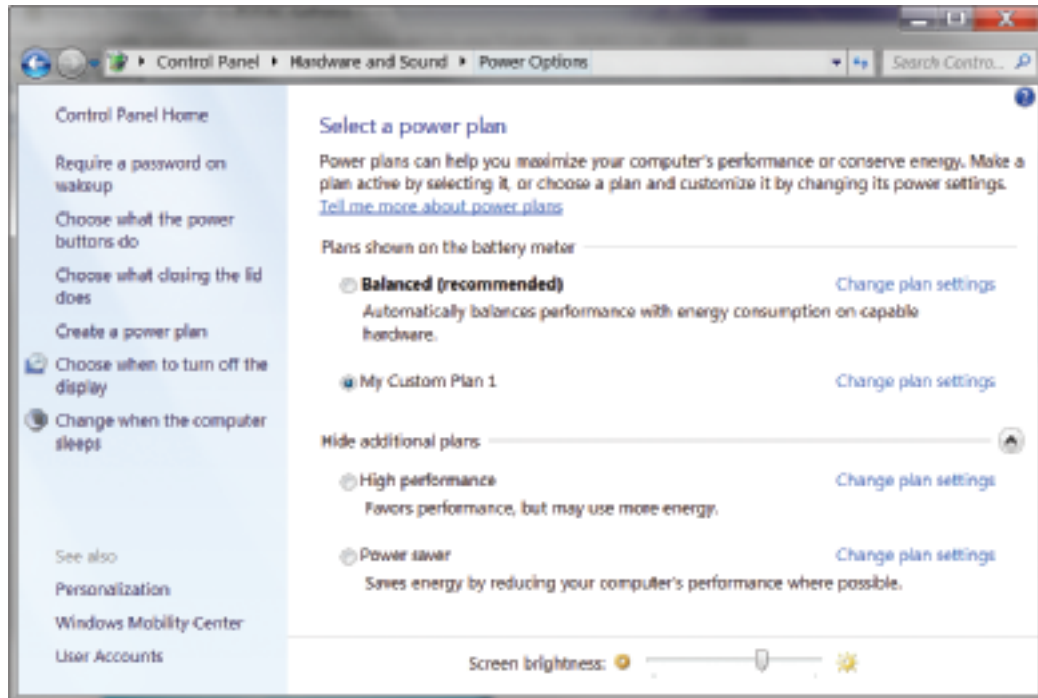 Control Panel ▸ Hardware and Sound ▸ Power Options
Search Contro...
Control Panel Home
Require a password on
wakeup
Choose what the power
buttons do
Choose what closing the lid
does
Create a power plan
Choose when to turn off the
display
Change when the computer
sleeps
See also
Personalization
Windows Mobility Center
User Accounts
Select a power plan
Power plans can help you maximize your computer's performance or conserve energy. Make a
plan active by selecting it, or choose a plan and customize it by changing its power settings.
Tell me more about power plans
Plans shown on the battery meter
Balanced (recommended) Change plan settings
Automatically balances performance with energy consumption on capable
hardware.
My Custom Plan 1 Change plan settings
Hide additional plans
High performance Change plan settings
Favors performance, but may use more energy.
Power saver Change plan settings
Saves energy by reducing your computer's performance where possible.
Screen brightness: